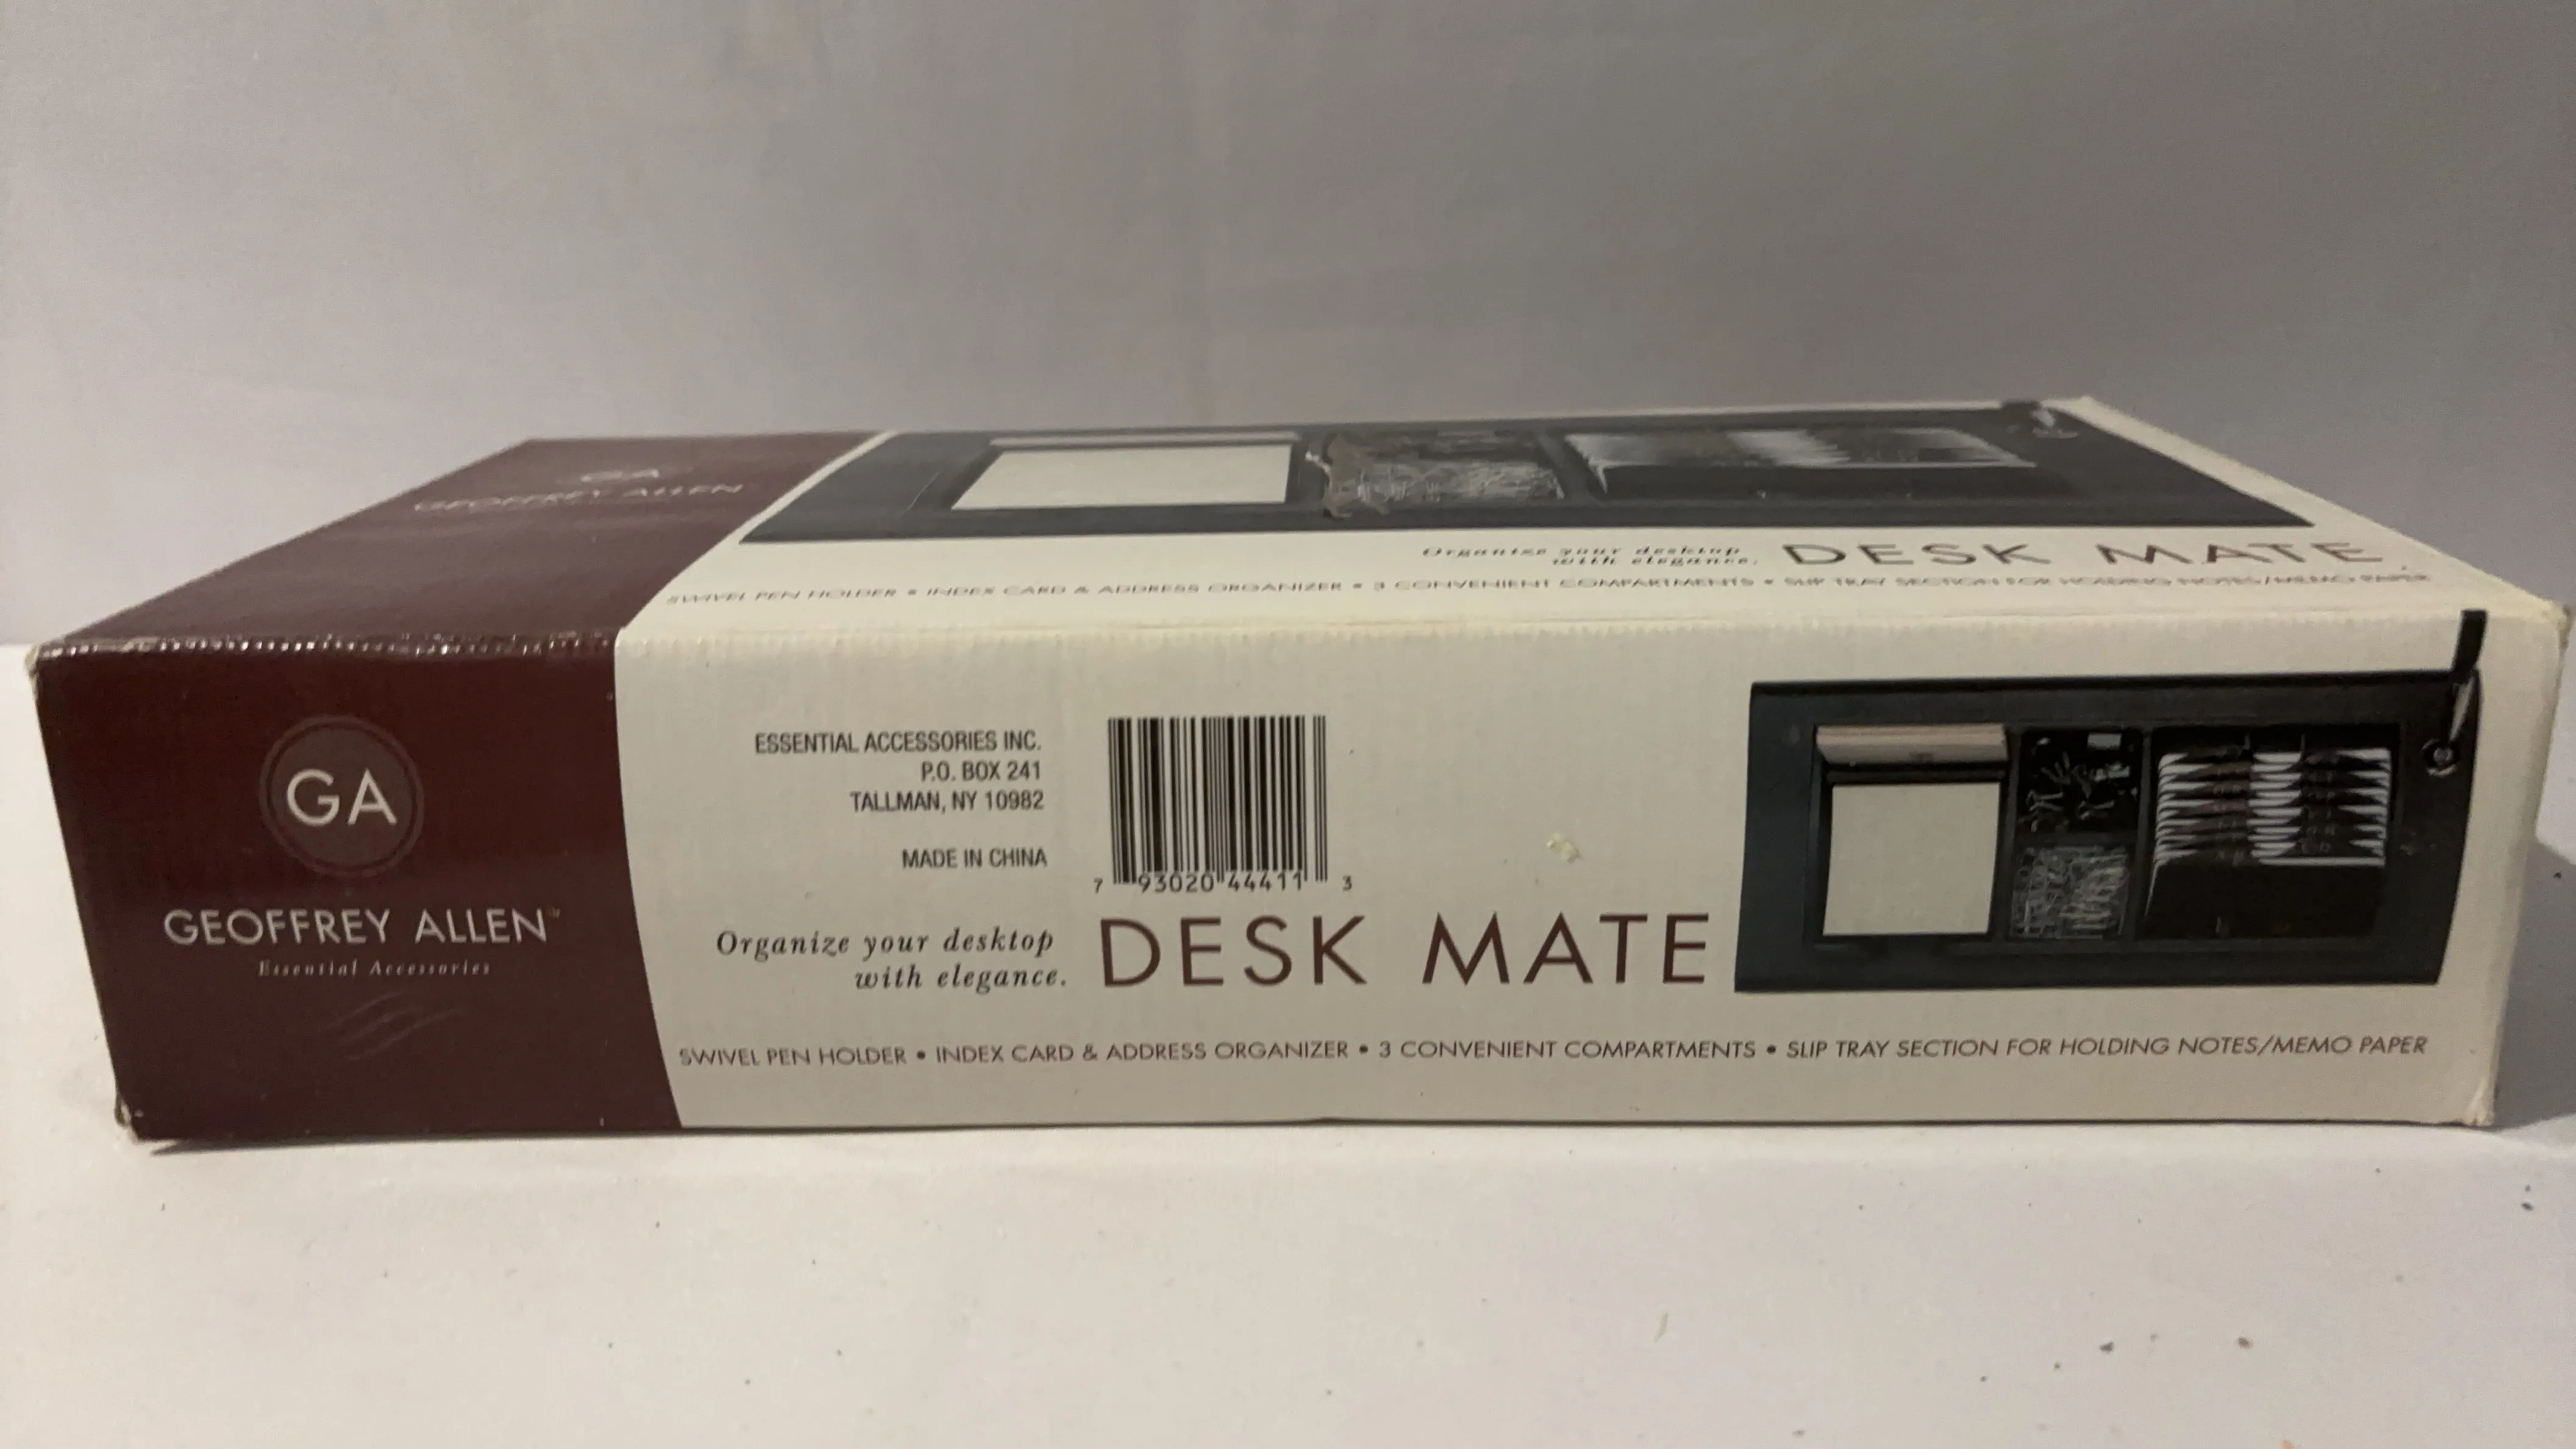 GA
GEOFFREY ALLEN
Organize your desktop
with elegance.
DESK MATE
SWIVEL PEN HOLDER • INDEX CARD & ADDRESS ORGANIZER • 3 CONVENIENT COMPARTMENTS • SLIP TRAY SECTION FOR HOLDING NOTES/MEMO PAPER
GA
GEOFFREY ALLEN™
Essential Accessories
ESSENTIAL ACCESSORIES INC.
P.O. BOX 241
TALLMAN, NY 10982
MADE IN CHINA
7 93020 44411 3
Organize your desktop
with elegance.
DESK MATE
SWIVEL PEN HOLDER • INDEX CARD & ADDRESS ORGANIZER • 3 CONVENIENT COMPARTMENTS • SLIP TRAY SECTION FOR HOLDING NOTES/MEMO PAPER